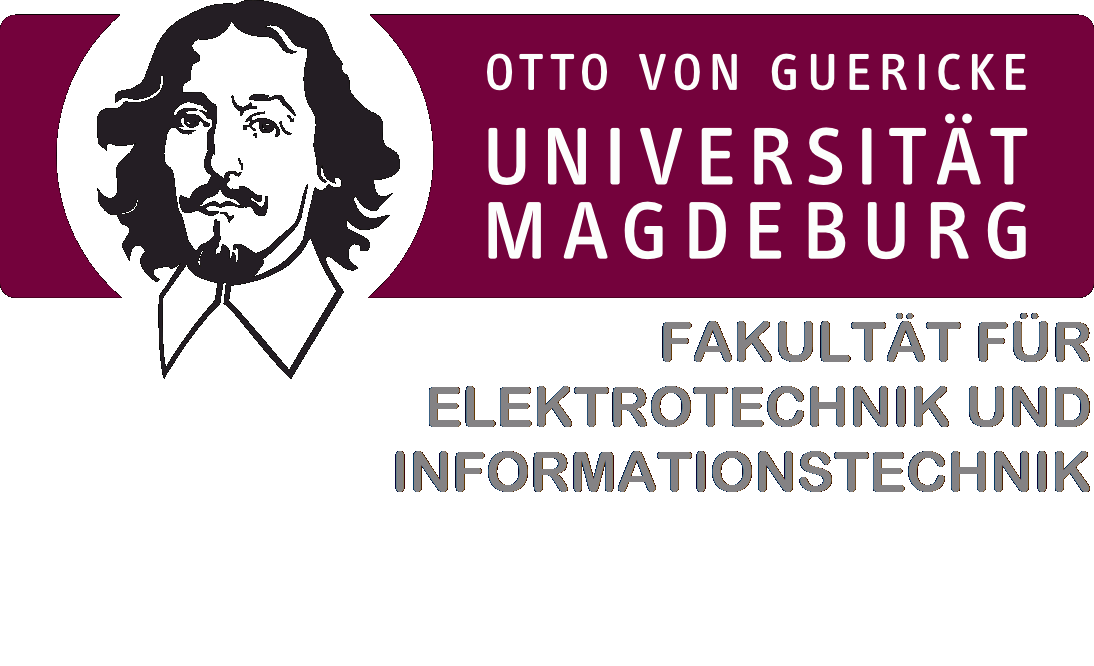 OTTO VON GUERICKE
UNIVERSITÄT
MAGDEBURG
FAKULTÄT FÜR
ELEKTROTECHNIK UND
INFORMATIONSTECHNIK